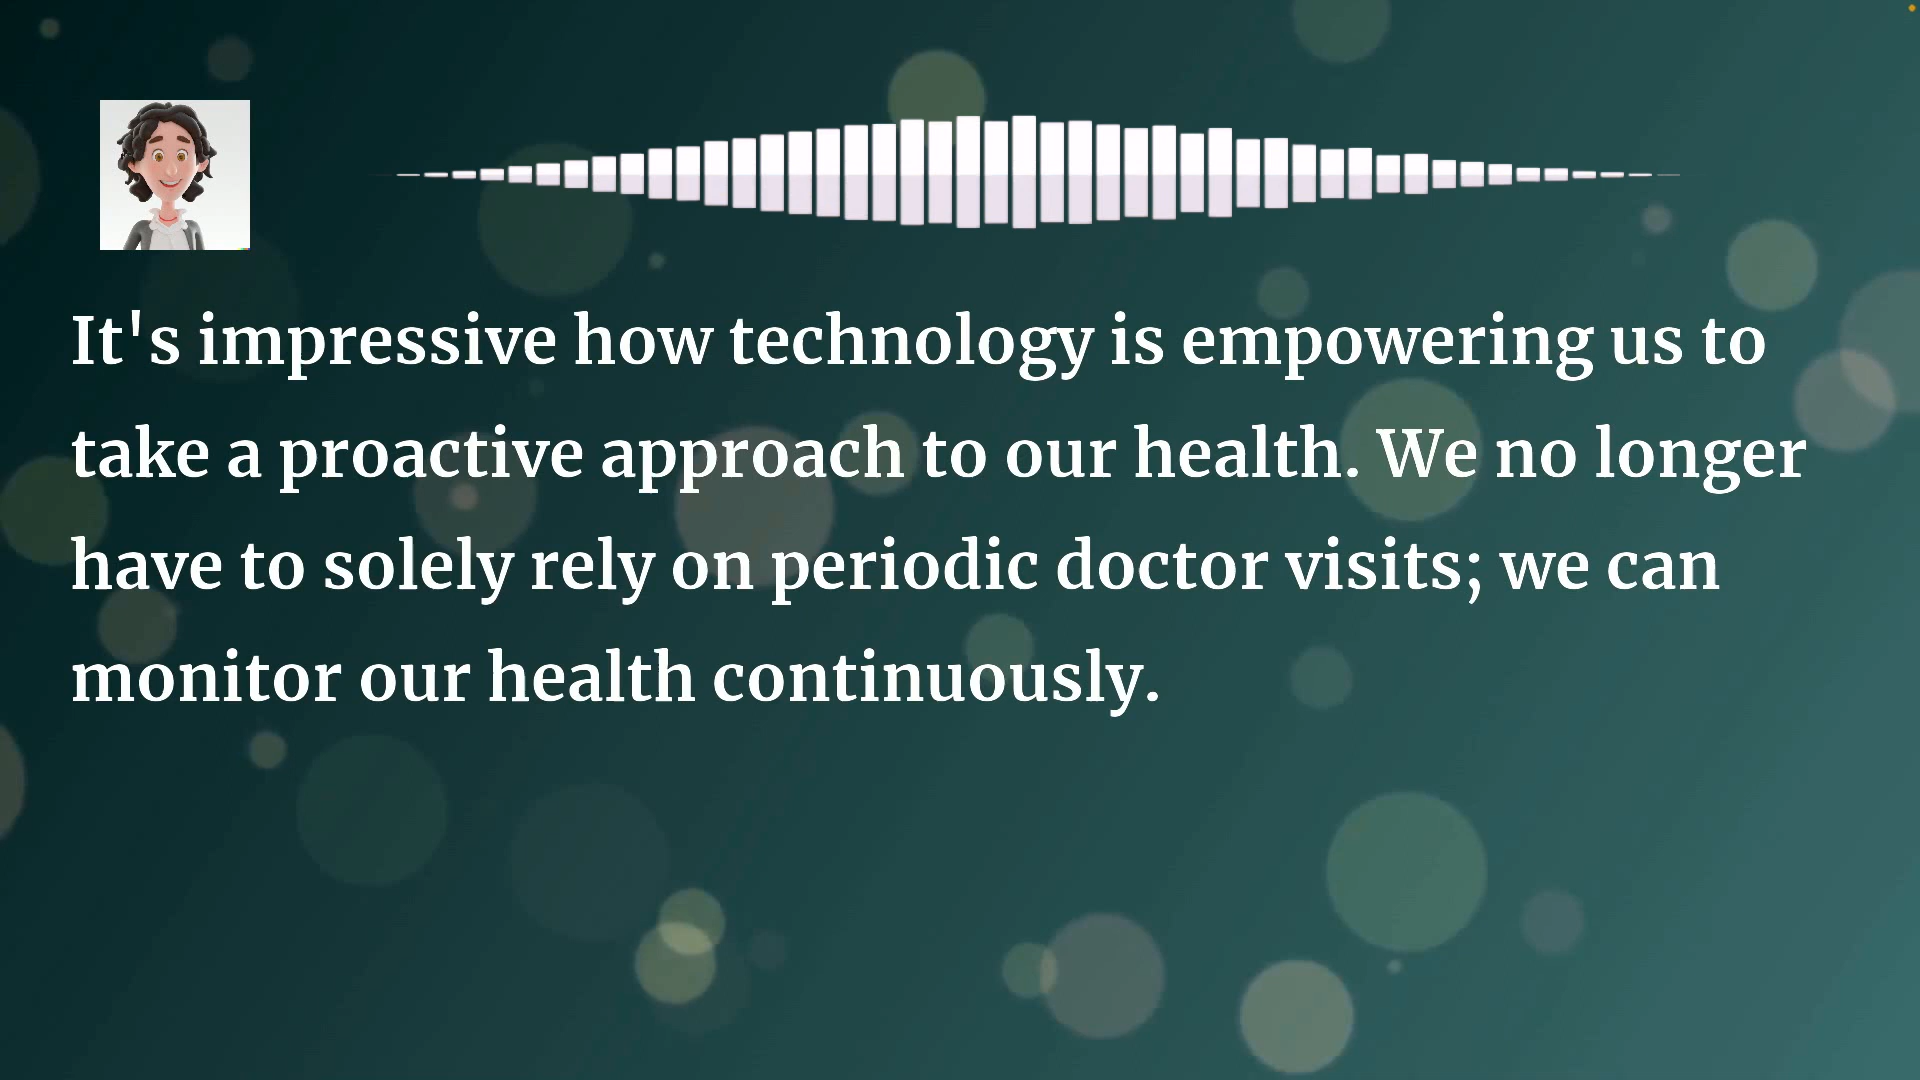 It's impressive how technology is empowering us to
take a proactive approach to our health. We no longer
have to solely rely on periodic doctor visits; we can
monitor our health continuously.